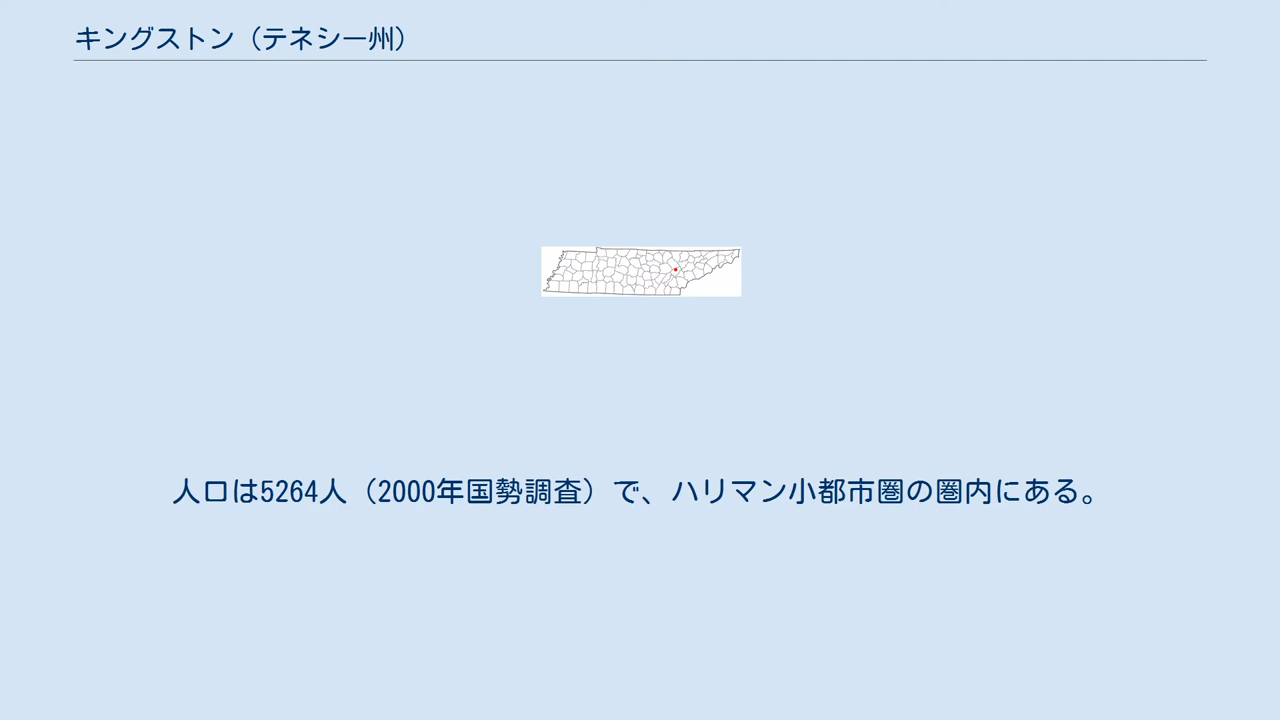 キングストン（テネシー州）
人口は5264人（2000年国勢調査）で、ハリマン小都市圏の圏内にある。